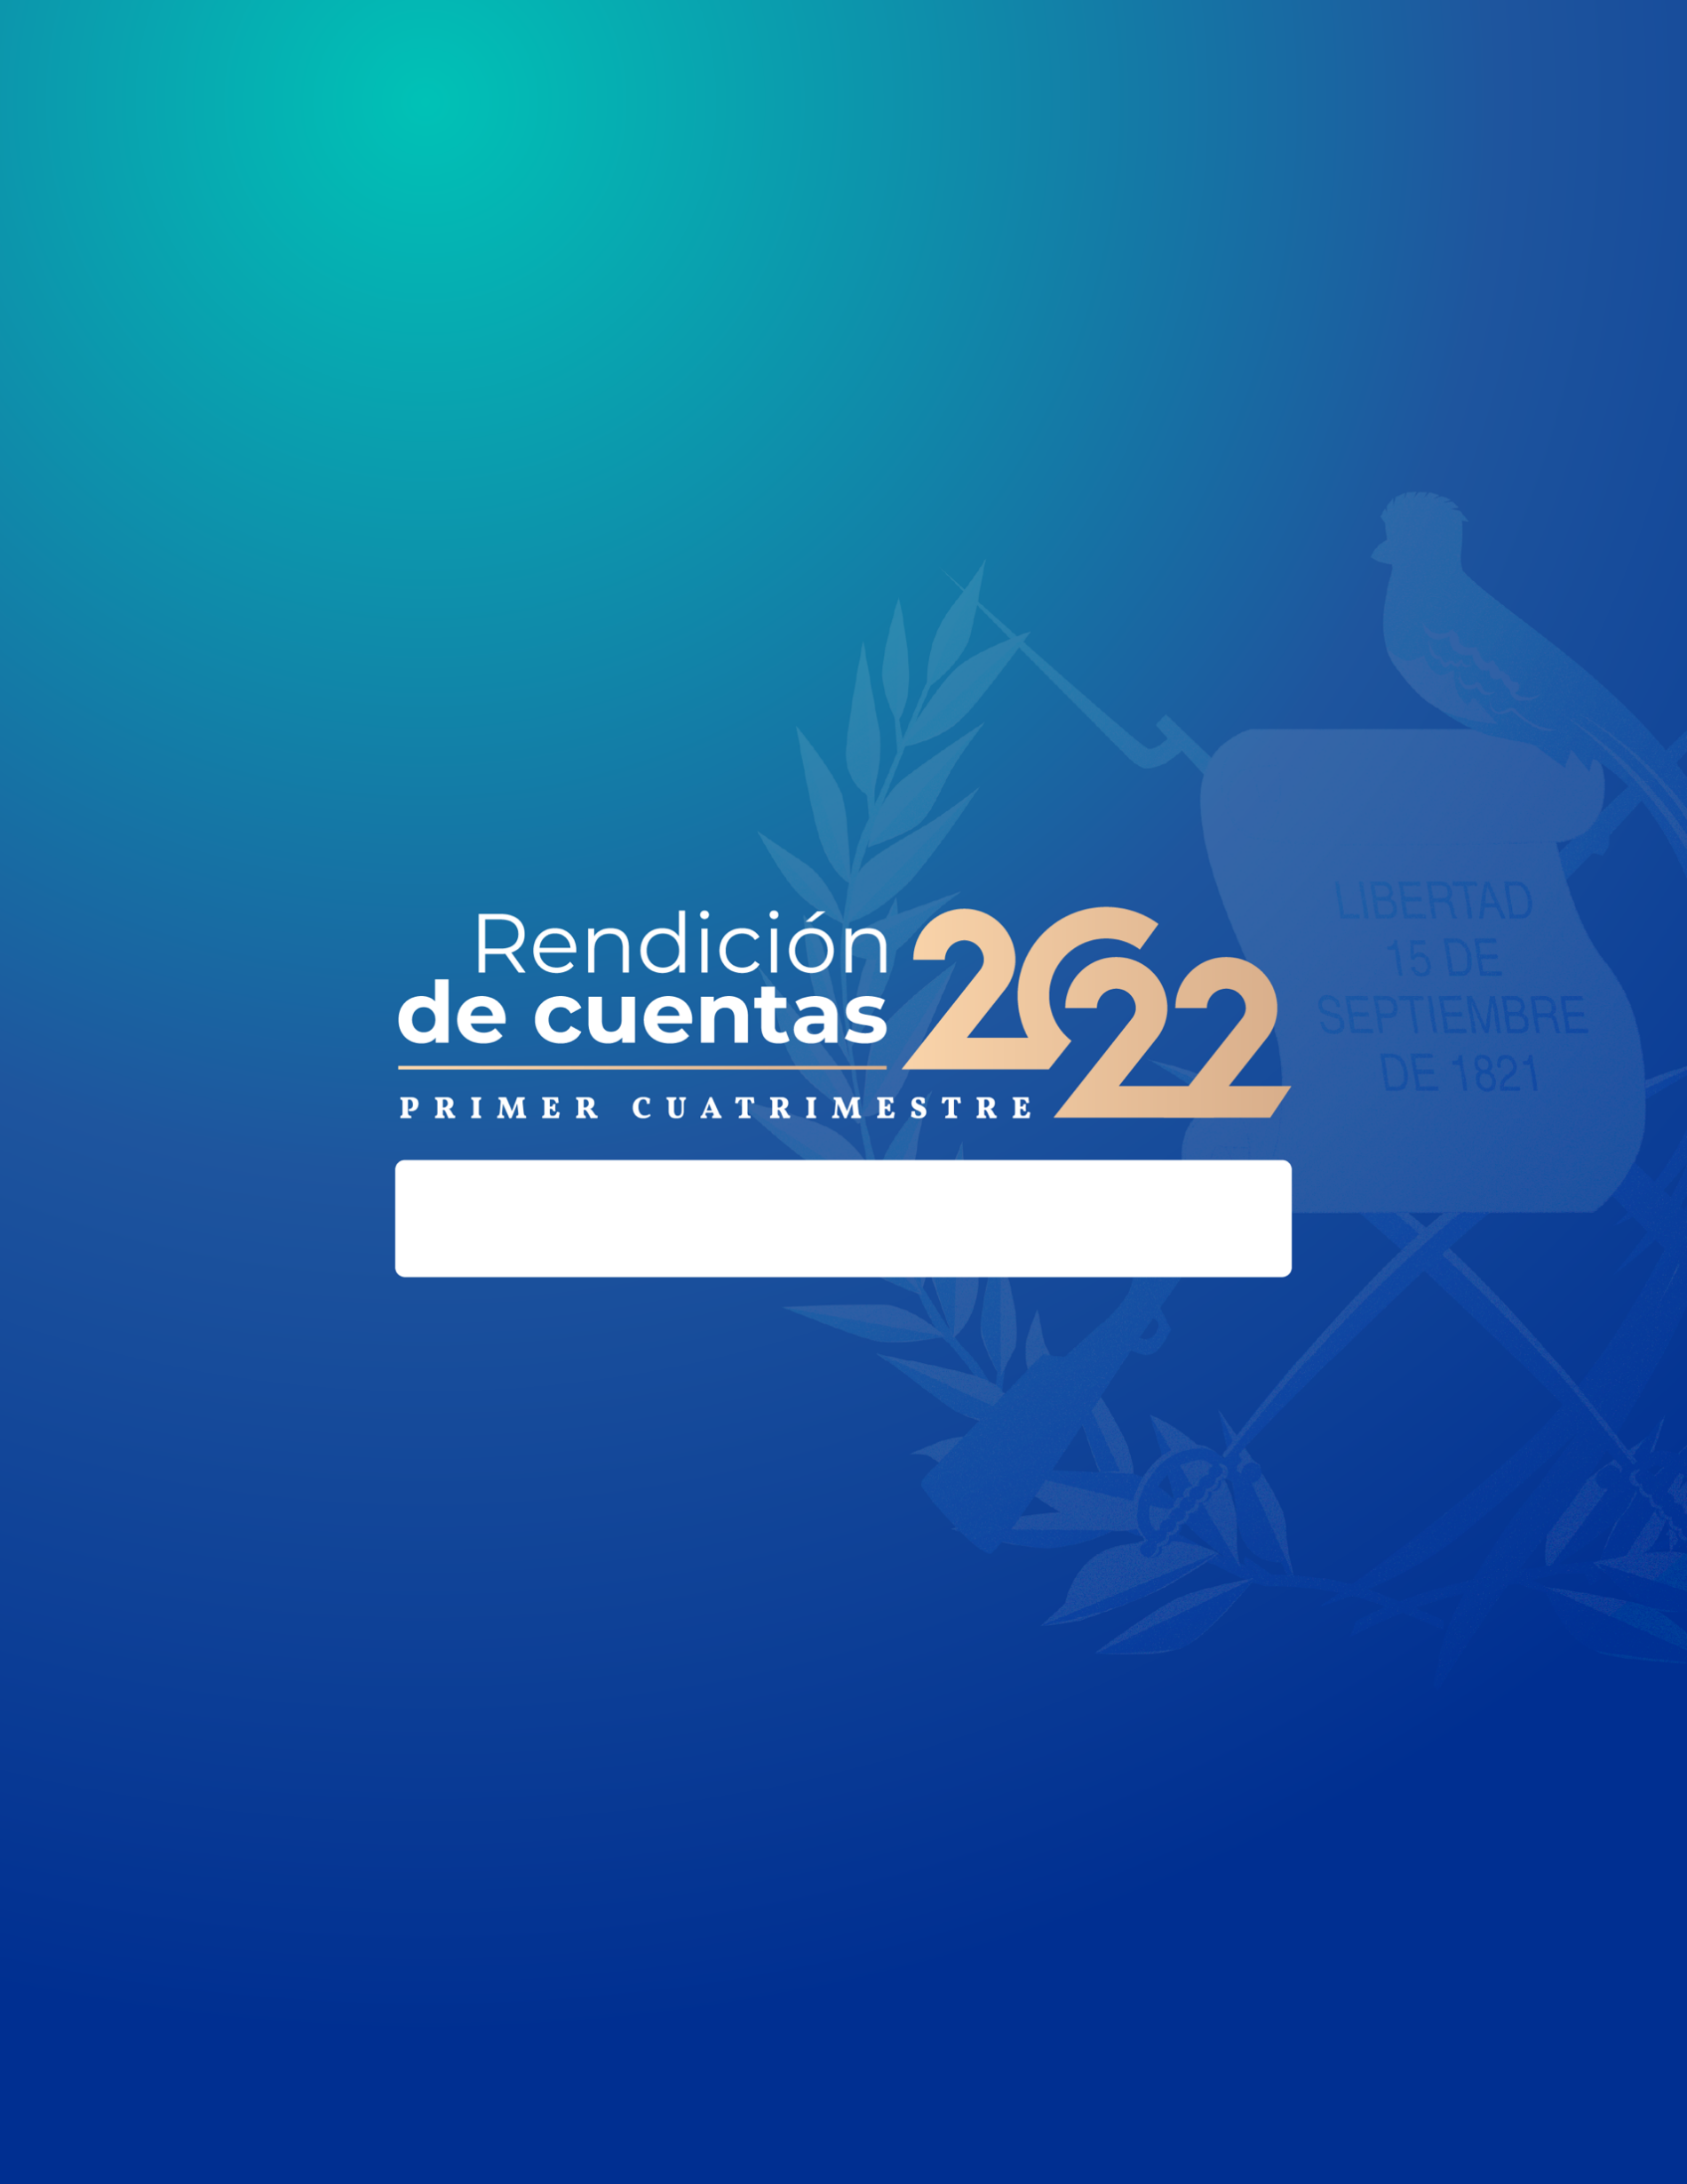 Rendición
de cuentas
2022
PRIMER CUATRIMESTRE
LIBERTAD
15 DE
SEPTIEMBRE
DE 1821